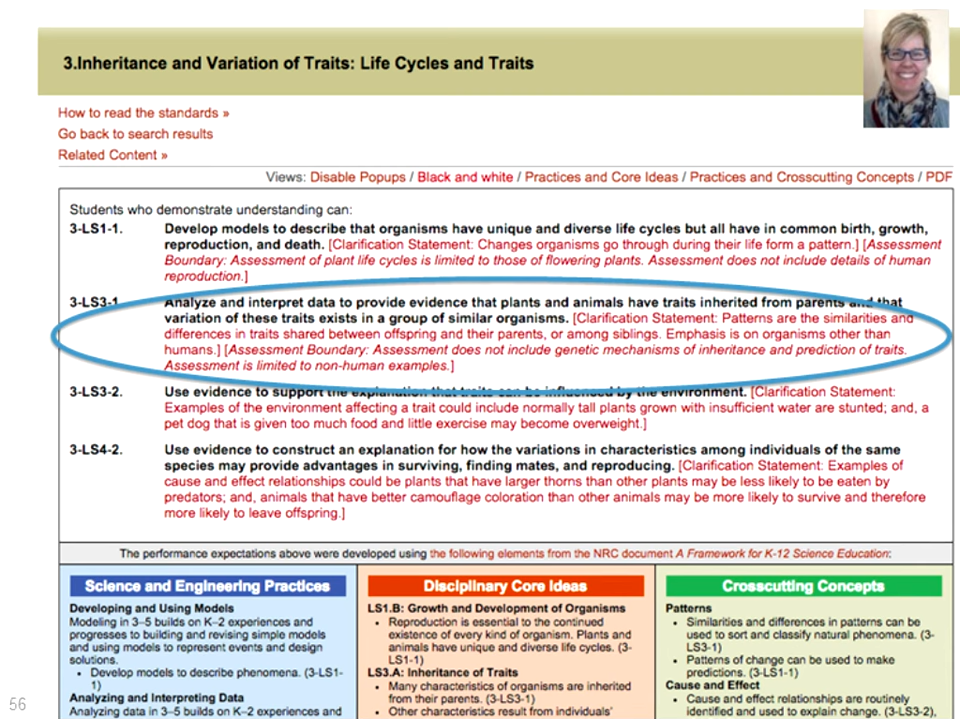 3.Inheritance and Variation of Traits: Life Cycles and Traits
How to read the standards »
Go back to search results
Related Content »
Views: Disable Popups / Black and white / Practices and Core Ideas / Practices and Crosscutting Concepts / PDF
Students who demonstrate understanding can:
3-LS1-1. Develop models to describe that organisms have unique and diverse life cycles but all have in common birth, growth,
reproduction, and death. [Clarification Statement: Changes organisms go through during their life form a pattern.] [Assessment
Boundary: Assessment of plant life cycles is limited to those of flowering plants. Assessment does not include details of human
reproduction.]
3-LS3-1. Analyze and interpret data to provide evidence that plants and animals have traits inherited from parents and that
variation of these traits exists in a group of similar organisms. [Clarification Statement: Patterns are the similarities and
differences in traits shared between offspring and their parents, or among siblings. Emphasis is on organisms other than
humans.] [Assessment Boundary: Assessment does not include genetic mechanisms of inheritance and prediction of traits.
Assessment is limited to non-human examples.]
3-LS3-2. Use evidence to support the explanation that traits can be influenced by the environment. [Clarification Statement:
Examples of the environment affecting a trait could include normally tall plants grown with insufficient water are stunted; and, a
pet dog that is given too much food and little exercise may become overweight.]
3-LS4-2. Use evidence to construct an explanation for how the variations in characteristics among individuals of the same
species may provide advantages in surviving, finding mates, and reproducing. [Clarification Statement: Examples of
cause and effect relationships could be plants that have larger thorns than other plants may be less likely to be eaten by
predators; and, animals that have better camouflage coloration than other animals may be more likely to survive and therefore
more likely to leave offspring.]
The performance expectations above were developed using the following elements from the NRC document A Framework for K-12 Science Education:
Science and Engineering Practices
Developing and Using Models
Modeling in 3–5 builds on K–2 experiences and
progresses to building and revising simple models
and using models to represent events and design
solutions.
• Develop models to describe phenomena. (3-LS1-
1)
Analyzing and Interpreting Data
Analyzing data in 3–5 builds on K–2 experiences and
Disciplinary Core Ideas
LS1.B: Growth and Development of Organisms
• Reproduction is essential to the continued
existence of every kind of organism. Plants and
animals have unique and diverse life cycles. (3-
LS1-1)
LS3.A: Inheritance of Traits
• Many characteristics of organisms are inherited
from their parents. (3-LS3-1)
• Other characteristics result from individuals'
Crosscutting Concepts
Patterns
• Similarities and differences in patterns can be
used to sort and classify natural phenomena. (3-
LS3-1)
• Patterns of change can be used to make
predictions. (3-LS1-1)
Cause and Effect
• Cause and effect relationships are routinely
identified and used to explain change. (3-LS3-2),
56